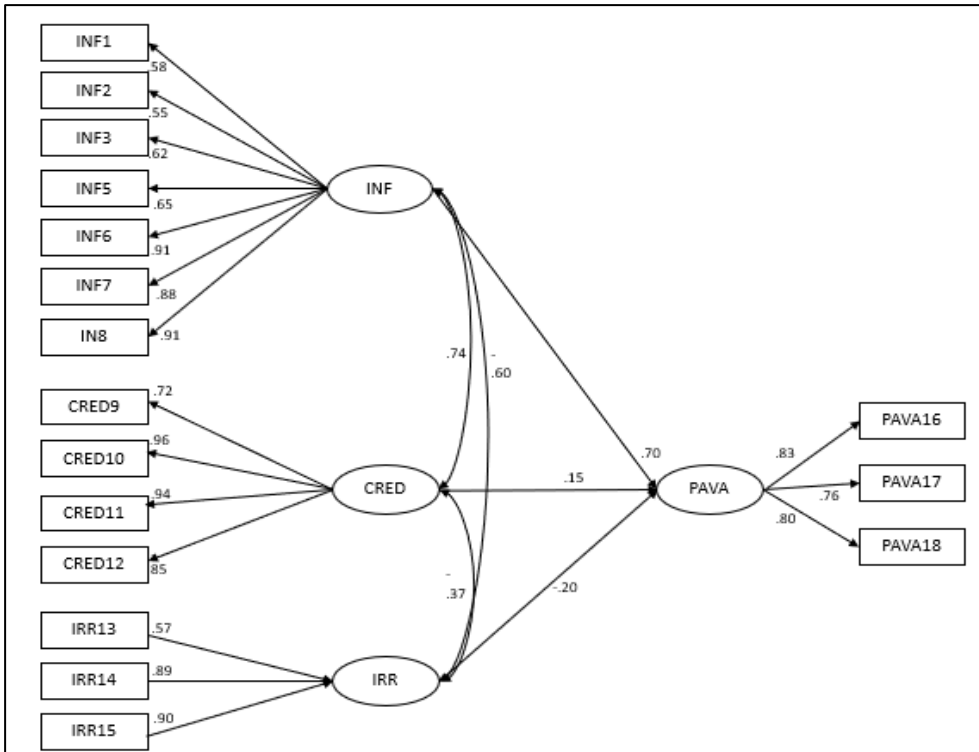 INF1
.58
INF2
.55
INF3
.62
INF5
.65
INF6
.91
INF7
.88
IN8
.91
INF
.74
-
.60
CRED9
.72
CRED10
.96
CRED11
.94
CRED12
.85
CRED
.15
.70
PAVA
.83
PAVA16
.76
PAVA17
.80
PAVA18
-
.37
-.20
IRR13
.57
IRR14
.89
IRR15
.90
IRR